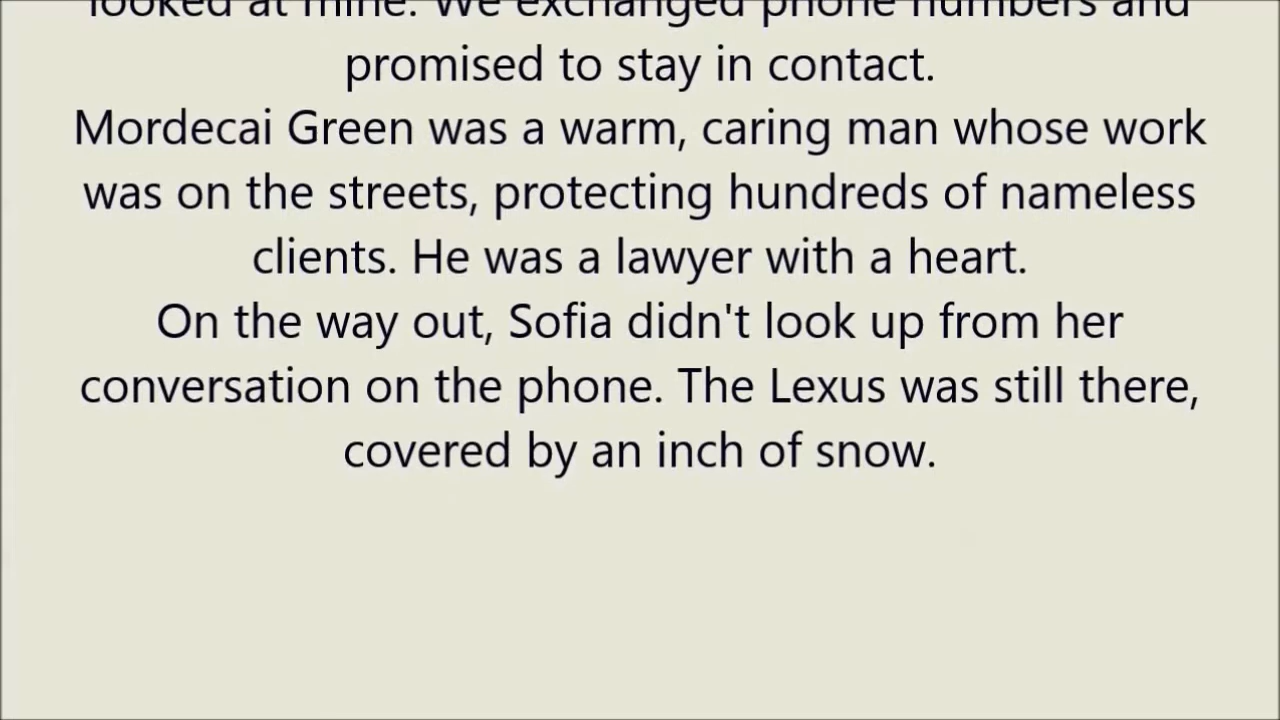 looked at mine. We exchanged phone numbers and
promised to stay in contact.
Mordecai Green was a warm, caring man whose work
was on the streets, protecting hundreds of nameless
clients. He was a lawyer with a heart.
On the way out, Sofia didn't look up from her
conversation on the phone. The Lexus was still there,
covered by an inch of snow.